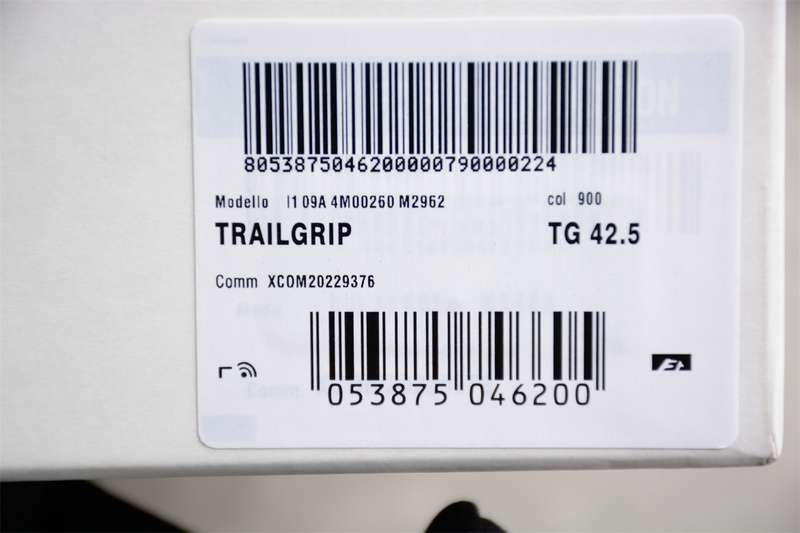 8053875046200000790000224
Modello I1 09A 4M00260 M2962 col 900
TRAILGRIP TG 42.5
Comm XCOM20229376
053875 046200